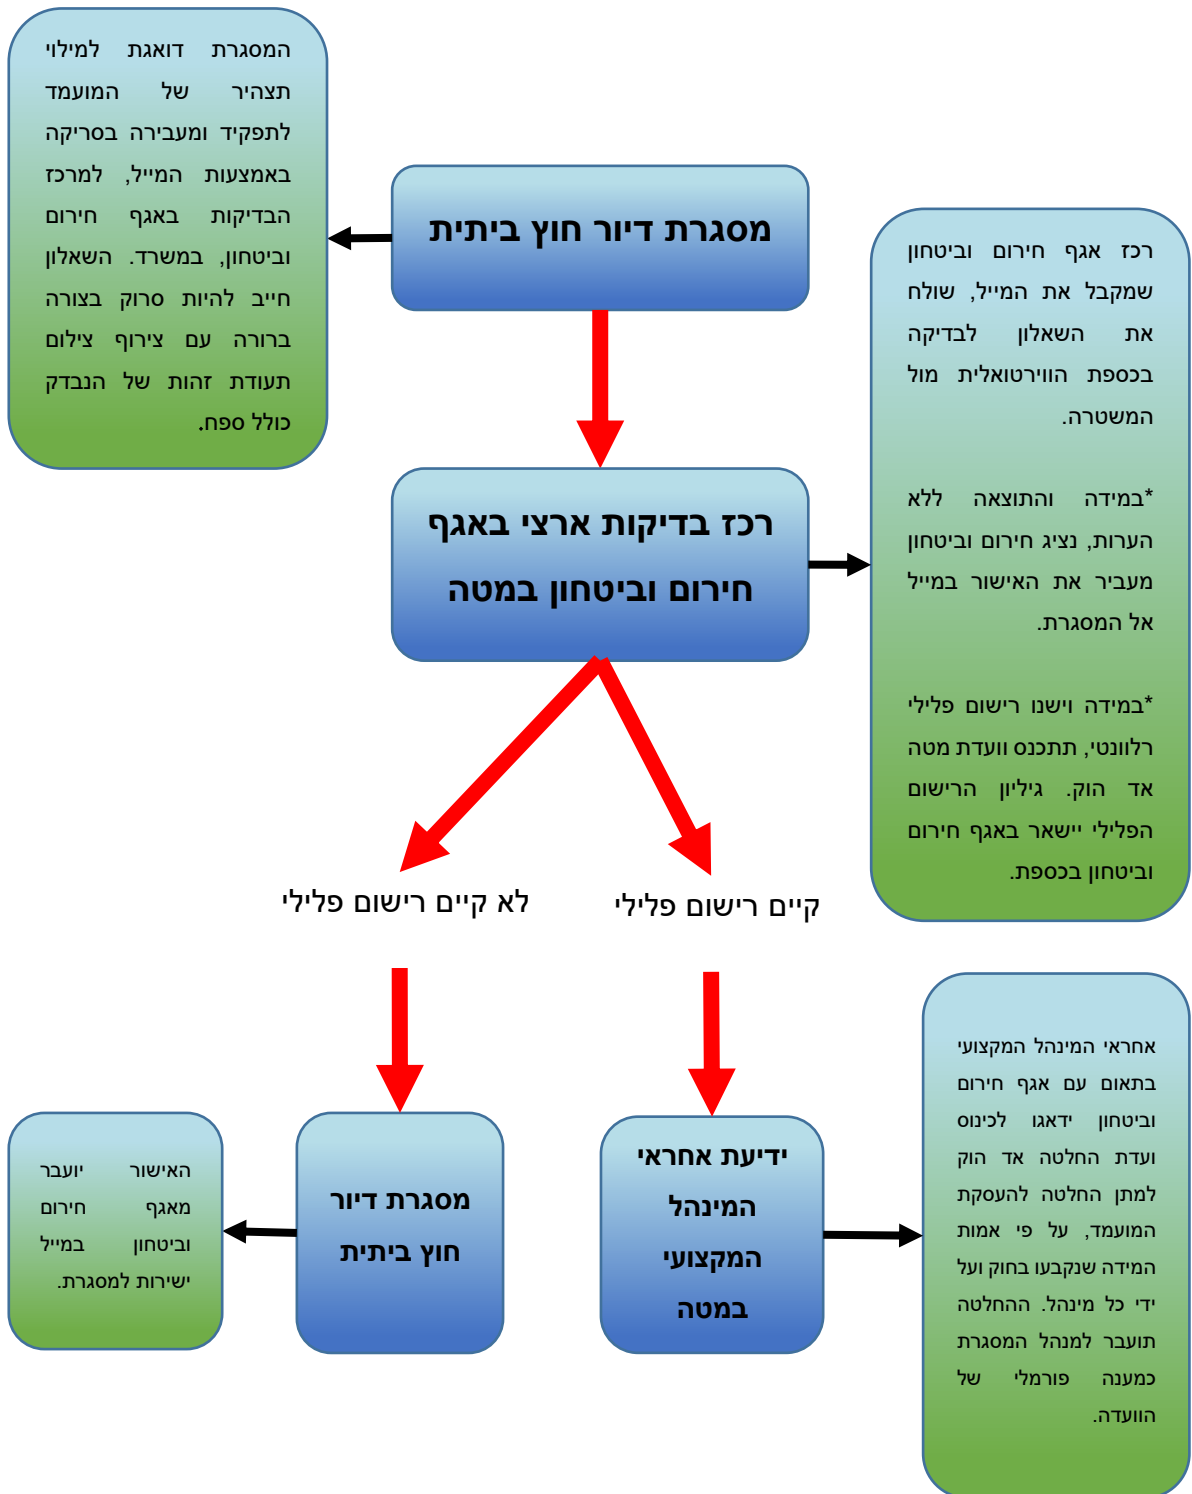 המסגרת דואגת למילוי
תצהיר של המועמד
לתפקיד ומעבירה בסריקה
באמצעות המייל, למרכז
הבדיקות באגף חירום
וביטחון, במשרד. השאלון
חייב להיות סרוק בצורה
ברורה עם צירוף צילום
תעודת זהות של הנבדק
כולל ספח.
מסגרת דיור חוץ ביתית
רכז אגף חירום וביטחון
שמקבל את המייל, שולח
את השאלון לבדיקה
בכספת הווירטואלית מול
המשטרה.
*במידה והתוצאה ללא
הערות, נציג חירום וביטחון
מעביר את האישור במייל
אל המסגרת.
*במידה וישנו רישום פלילי
רלוונטי, תתכנס וועדת מטה
אד הוק. גיליון הרישום
הפלילי יישאר באגף חירום
וביטחון בכספת.
רכז בדיקות ארצי באגף
חירום וביטחון במטה
קיים רישום פלילי
לא קיים רישום פלילי
אחראי המינהל המקצועי
בתאום עם אגף חירום
וביטחון ידאגו לכינוס
ועדת החלטה אד הוק
למתן החלטה להעסקת
המועמד, על פי אמות
המידה שנקבעו בחוק ועל
ידי כל מינהל. ההחלטה
תועבר למנהל המסגרת
כמענה פורמלי של
הוועדה.
ידיעת אחראי
המינהל
המקצועי
במטה
מסגרת דיור
חוץ ביתית
האישור יועבר
מאגף חירום
וביטחון במייל
ישירות למסגרת.